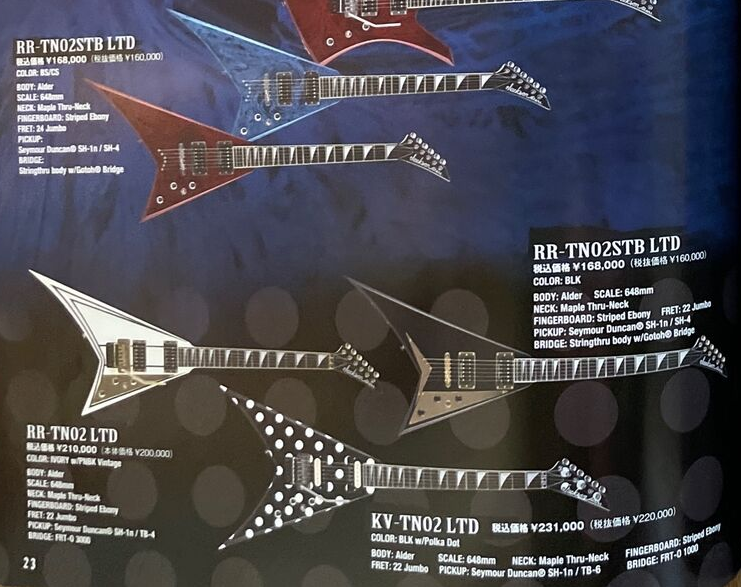 RR-TN02STB LTD
税込価格 ¥168,000（税抜価格 ¥160,000）
COLOR: BS/CS
BODY: Alder
SCALE: 648mm
NECK: Maple Thru-Neck
FINGERBOARD: Striped Ebony
FRET: 24 Jumbo
PICKUP:
Seymour Duncan® SH-1n / SH-4
BRIDGE:
Stringthru body w/Gotoh® Bridge
RR-TN02STB LTD
税込価格 ¥168,000（税抜価格 ¥160,000）
COLOR: BLK
BODY: Alder SCALE: 648mm
NECK: Maple Thru-Neck
FINGERBOARD: Striped Ebony FRET: 22 Jumbo
PICKUP: Seymour Duncan® SH-1n / SH-4
BRIDGE: Stringthru body w/Gotoh® Bridge
RR-TN02 LTD
税込価格 ¥210,000（本体価格 ¥200,000）
COLOR: IVORY w/PNBK Vintage
BODY: Alder
SCALE: 648mm
NECK: Maple Thru-Neck
FINGERBOARD: Striped Ebony
FRET: 22 Jumbo
PICKUP: Seymour Duncan® SH-1n / TB-4
BRIDGE: FRT-O 3000
KV-TN02 LTD 税込価格 ¥231,000（税抜価格 ¥220,000）
COLOR: BLK w/Polka Dot
BODY: Alder SCALE: 648mm NECK: Maple Thru-Neck FINGERBOARD: Striped Ebony
FRET: 22 Jumbo PICKUP: Seymour Duncan® SH-1n / TB-6 BRIDGE: FRT-O 1000
23